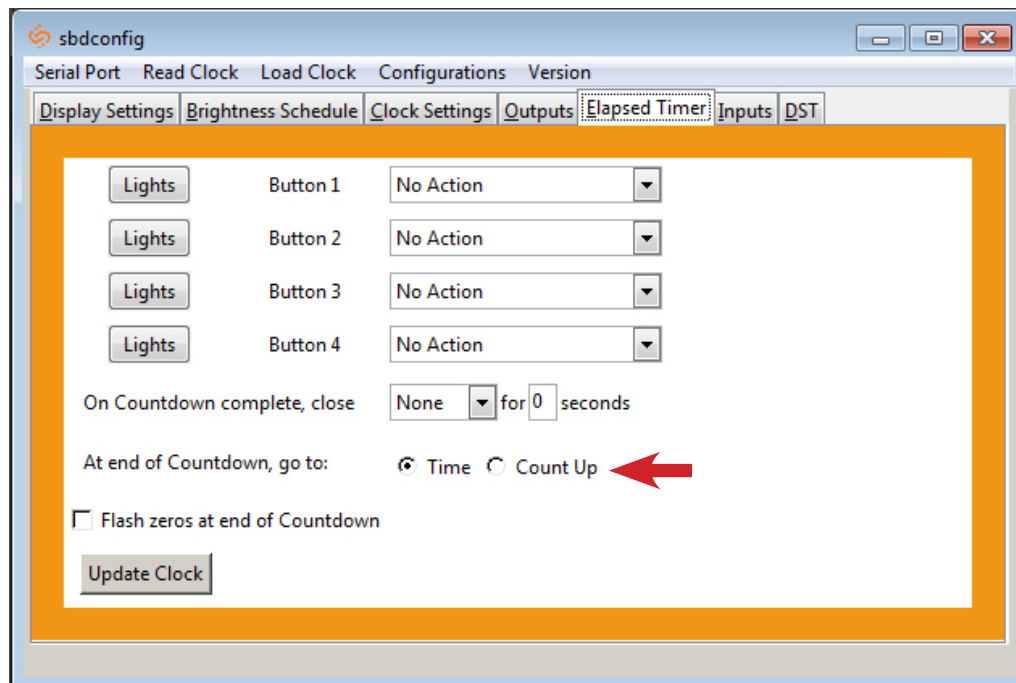 sbdconfig
Serial Port Read Clock Load Clock Configurations Version
Display Settings Brightness Schedule Clock Settings Outputs Elapsed Timer Inputs DST
Lights Button 1 No Action
Lights Button 2 No Action
Lights Button 3 No Action
Lights Button 4 No Action
On Countdown complete, close None for 0 seconds
At end of Countdown, go to: Time Count Up
Flash zeros at end of Countdown
Update Clock